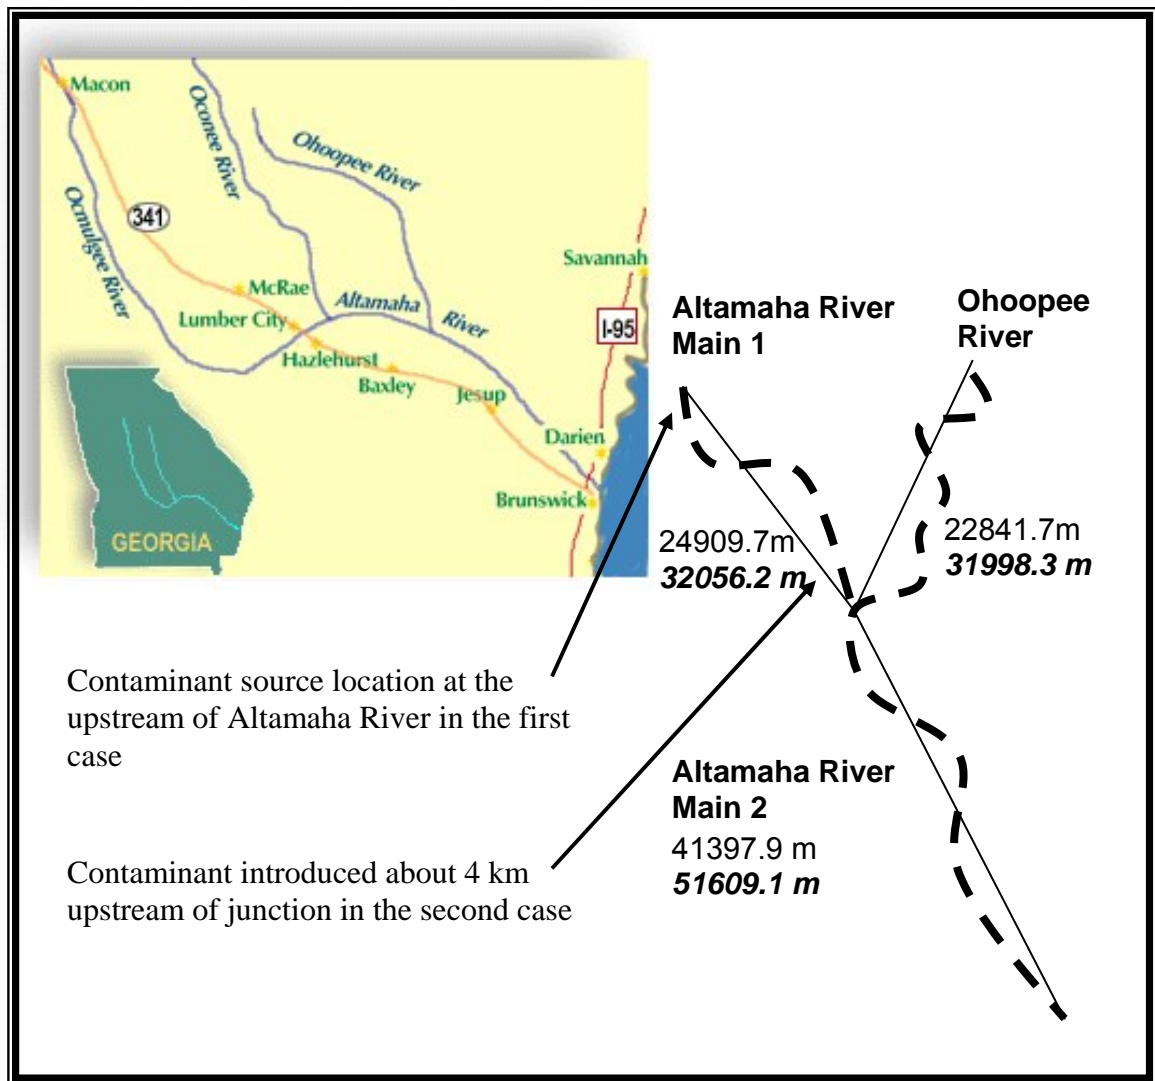 Macon
Oconee River
Ohoopee River
Ocmulgee River
341
Savannah
McRae
Altamaha River
Lumber City
I-95
Hazlehurst
Baxley
Jesup
Darien
Brunswick
GEORGIA
Altamaha River
Main 1
Ohoopee
River
24909.7m
32056.2 m
22841.7m
31998.3 m
Contaminant source location at the
upstream of Altamaha River in the first
case
Altamaha River
Main 2
41397.9 m
51609.1 m
Contaminant introduced about 4 km
upstream of junction in the second case